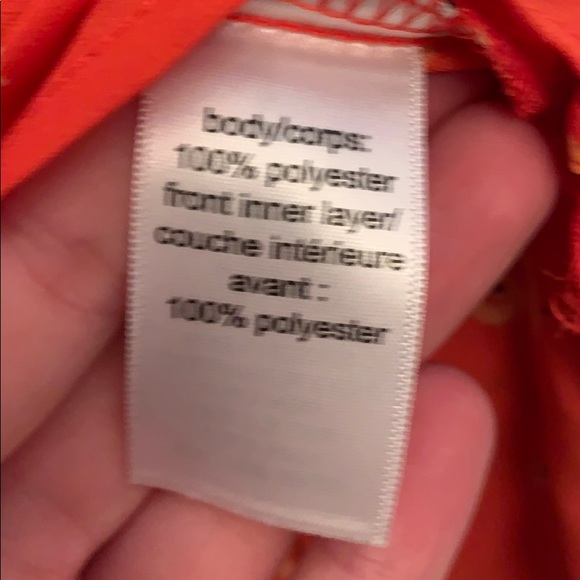 body/corps:
100% polyester
front inner layer/
couche intérieure
avant :
100% polyester